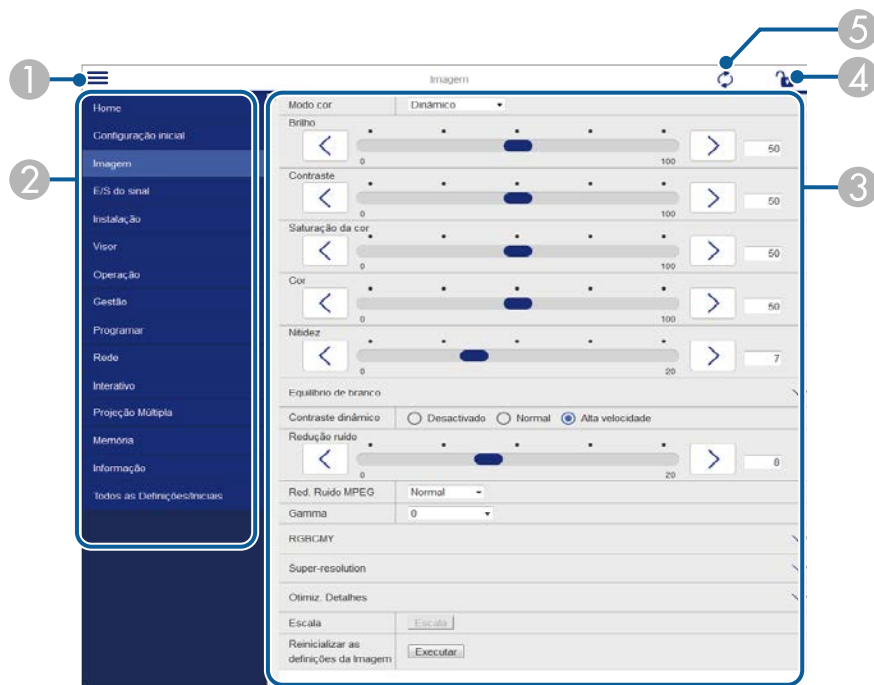 5
1
Imagem
4
2
Home
Configuração inicial
Imagem
E/S do sinal
Instalação
Visor
Operação
Gestão
Programar
Rede
Interativo
Projeção Múltipla
Memória
Informação
Todos as Definções/Iniciais
3
Modo cor Dinâmico
Brilho
0 100 50
Contraste
0 100 50
Saturação da cor
0 100 50
Cor
0 100 50
Nitidez
0 20 7
Equilíbrio de branco
Contraste dinâmico Desactivado Normal Alta velocidade
Redução ruído
0 20 8
Red. Ruido MPEG Normal
Gamma 0
RGBCMY
Super-resolution
Otimiz. Detalhes
Escala Escala
Reinicializar as
definições da Imagem Executar